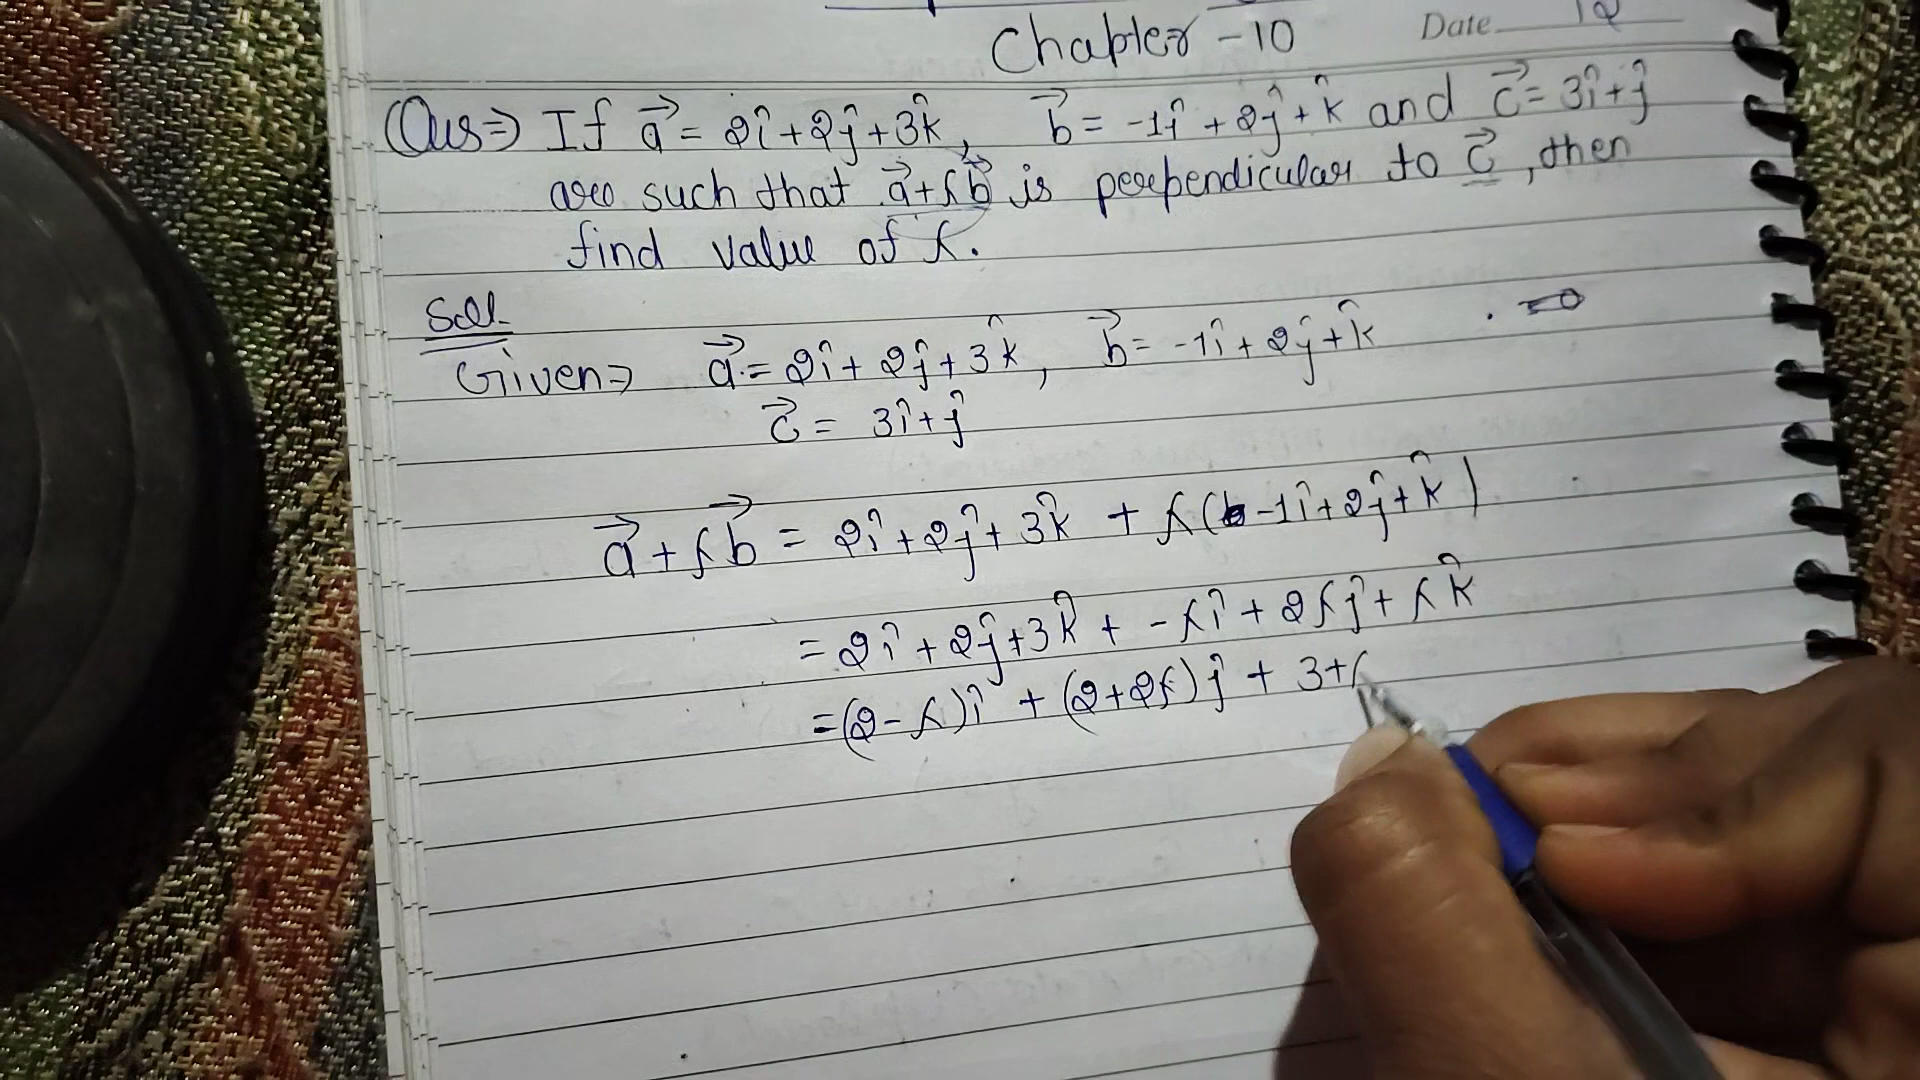 Chapter - 10 Date 12
Ques ⇒ If a⃗ = 2î + 2ĵ + 3k̂, b⃗ = -1î + 2ĵ + k̂ and c⃗ = 3î + ĵ
are such that a⃗ + λb⃗ is perpendicular to c⃗, then
find value of λ.
Sol
Given ⇒ a⃗ = 2î + 2ĵ + 3k̂, b⃗ = -1î + 2ĵ + k̂
c⃗ = 3î + ĵ
a⃗ + λb⃗ = 2î + 2ĵ + 3k̂ + λ(-1î + 2ĵ + k̂)
= 2î + 2ĵ + 3k̂ + -λî + 2λĵ + λk̂
= (2 - λ)î + (2 + 2λ)ĵ + 3 +